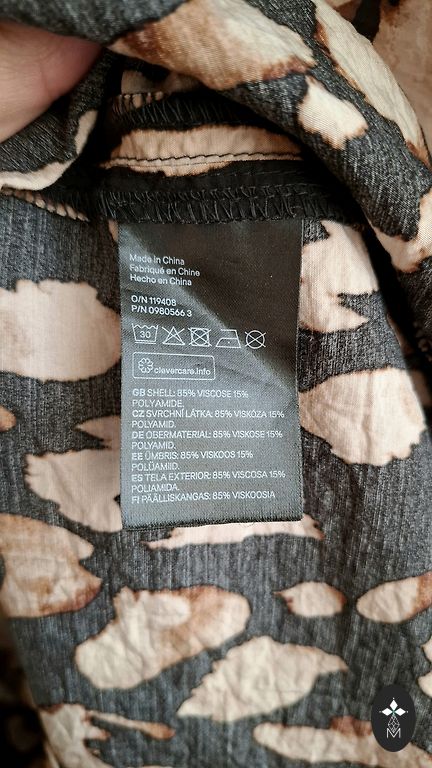 Made in China
Fabriqué en Chine
Hecho en China
O/N 119408
P/N 0980566 3
30
clevercare.info
GB SHELL: 85% VISCOSE 15%
POLYAMIDE.
CZ SVRCHNÍ LÁTKA: 85% VISKÓZA 15%
POLYAMID.
DE OBERMATERIAL: 85% VISKOSE 15%
POLYAMID.
EE ÜMBRIS: 85% VISKOOS 15%
POLÜAMIID.
ES TELA EXTERIOR: 85% VISCOSA 15%
POLIAMIDA.
FI PÄÄLLISKANGAS: 85% VISKOOSIA
M